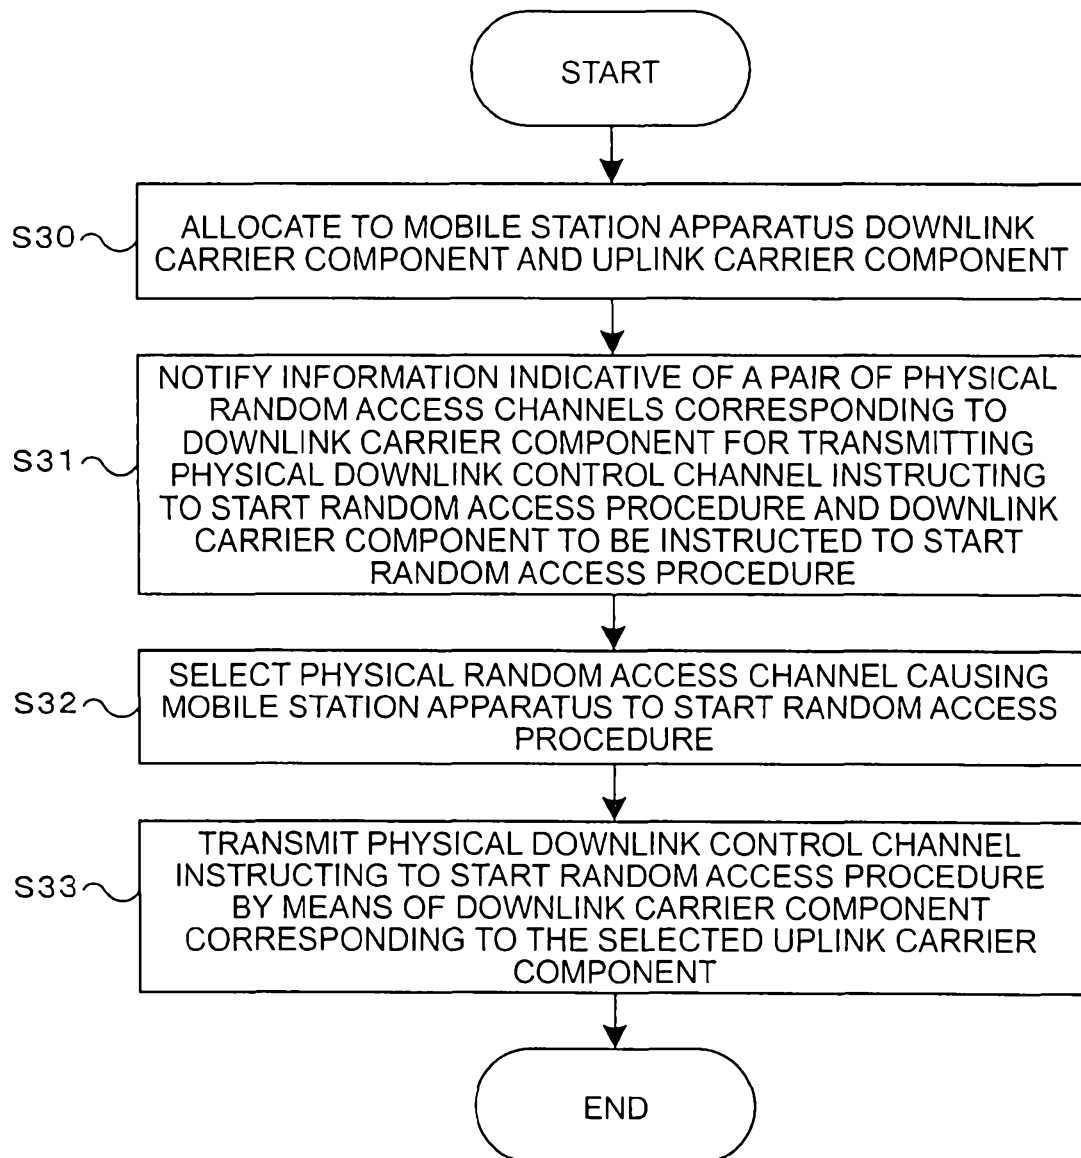 START
S30
ALLOCATE TO MOBILE STATION APPARATUS DOWNLINK
CARRIER COMPONENT AND UPLINK CARRIER COMPONENT
S31
NOTIFY INFORMATION INDICATIVE OF A PAIR OF PHYSICAL
RANDOM ACCESS CHANNELS CORRESPONDING TO
DOWNLINK CARRIER COMPONENT FOR TRANSMITTING
PHYSICAL DOWNLINK CONTROL CHANNEL INSTRUCTING
TO START RANDOM ACCESS PROCEDURE AND DOWNLINK
CARRIER COMPONENT TO BE INSTRUCTED TO START
RANDOM ACCESS PROCEDURE
S32
SELECT PHYSICAL RANDOM ACCESS CHANNEL CAUSING
MOBILE STATION APPARATUS TO START RANDOM ACCESS
PROCEDURE
S33
TRANSMIT PHYSICAL DOWNLINK CONTROL CHANNEL
INSTRUCTING TO START RANDOM ACCESS PROCEDURE
BY MEANS OF DOWNLINK CARRIER COMPONENT
CORRESPONDING TO THE SELECTED UPLINK CARRIER
COMPONENT
END